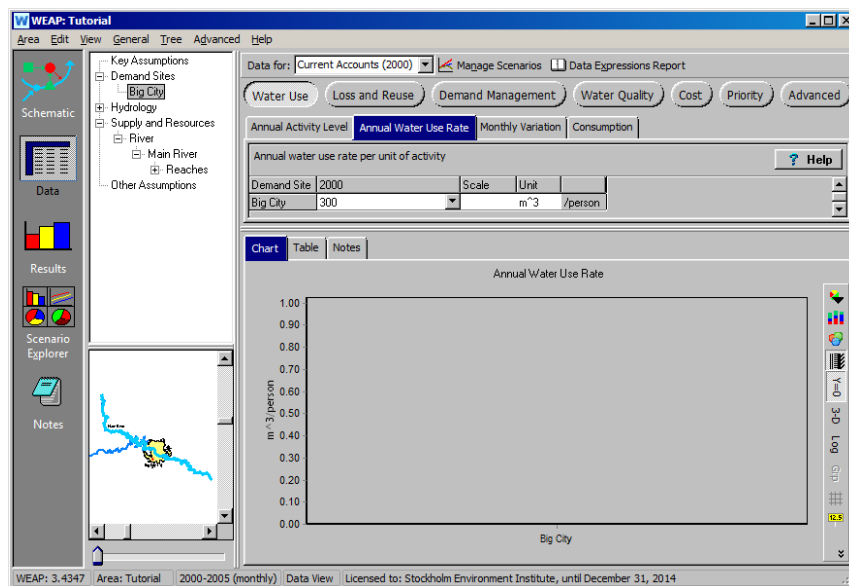 WEAP: Tutorial
Area Edit View General Tree Advanced Help
Schematic
Data
Results
Scenario
Explorer
Notes
Key Assumptions
Demand Sites
Big City
Hydrology
Supply and Resources
River
Main River
Reaches
Other Assumptions
Data for: Current Accounts (2000) Manage Scenarios Data Expressions Report
Water Use Loss and Reuse Demand Management Water Quality Cost Priority Advanced
Annual Activity Level Annual Water Use Rate Monthly Variation Consumption
Annual water use rate per unit of activity
? Help
Demand Site 2000 Scale Unit
Big City 300 m^3 /person
Chart Table Notes
Annual Water Use Rate
m^3/person
1.00
0.90
0.80
0.70
0.60
0.50
0.40
0.30
0.20
0.10
0.00
Big City
Y=0
3-D
Log
Grp
12.5
WEAP: 3.4347 Area: Tutorial 2000-2005 (monthly) Data View Licensed to: Stockholm Environment Institute, until December 31, 2014